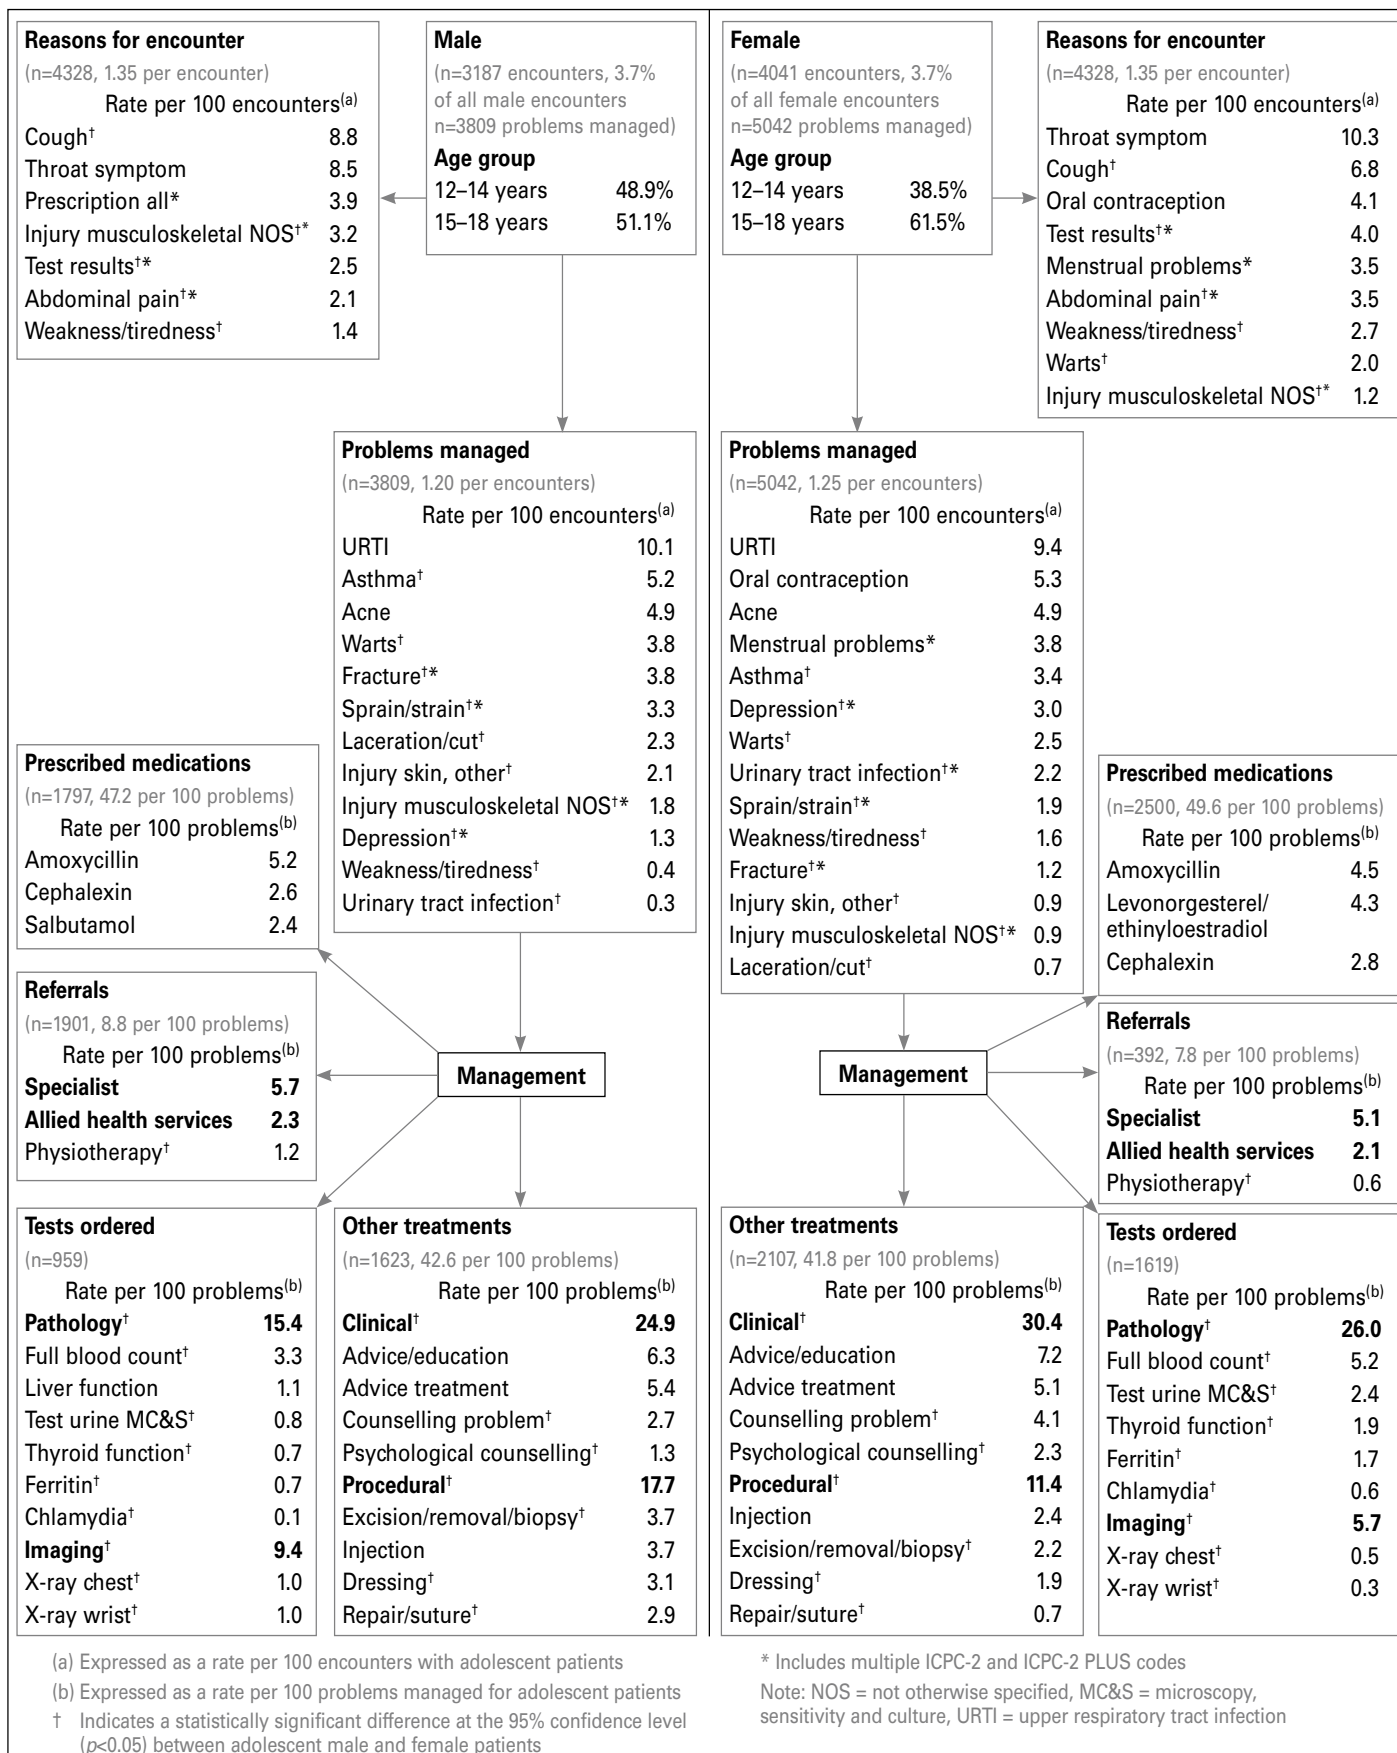 Reasons for encounter
(n=4328, 1.35 per encounter)
Rate per 100 encounters(a)
Cough† 8.8
Throat symptom 8.5
Prescription all* 3.9
Injury musculoskeletal NOS†* 3.2
Test results†* 2.5
Abdominal pain†* 2.1
Weakness/tiredness† 1.4
Male
(n=3187 encounters, 3.7%
of all male encounters
n=3809 problems managed)
Age group
12–14 years 48.9%
15–18 years 51.1%
Female
(n=4041 encounters, 3.7%
of all female encounters
n=5042 problems managed)
Age group
12–14 years 38.5%
15–18 years 61.5%
Reasons for encounter
(n=4328, 1.35 per encounter)
Rate per 100 encounters(a)
Throat symptom 10.3
Cough† 6.8
Oral contraception 4.1
Test results†* 4.0
Menstrual problems* 3.5
Abdominal pain†* 3.5
Weakness/tiredness† 2.7
Warts† 2.0
Injury musculoskeletal NOS†* 1.2
Problems managed
(n=3809, 1.20 per encounters)
Rate per 100 encounters(a)
URTI 10.1
Asthma† 5.2
Acne 4.9
Warts† 3.8
Fracture†* 3.8
Sprain/strain†* 3.3
Laceration/cut† 2.3
Injury skin, other† 2.1
Injury musculoskeletal NOS†* 1.8
Depression†* 1.3
Weakness/tiredness† 0.4
Urinary tract infection† 0.3
Problems managed
(n=5042, 1.25 per encounters)
Rate per 100 encounters(a)
URTI 9.4
Oral contraception 5.3
Acne 4.9
Menstrual problems* 3.8
Asthma† 3.4
Depression†* 3.0
Warts† 2.5
Urinary tract infection†* 2.2
Sprain/strain†* 1.9
Weakness/tiredness† 1.6
Fracture†* 1.2
Injury skin, other† 0.9
Injury musculoskeletal NOS†* 0.9
Laceration/cut† 0.7
Prescribed medications
(n=1797, 47.2 per 100 problems)
Rate per 100 problems(b)
Amoxycillin 5.2
Cephalexin 2.6
Salbutamol 2.4
Prescribed medications
(n=2500, 49.6 per 100 problems)
Rate per 100 problems(b)
Amoxycillin 4.5
Levonorgesterel/ 4.3
ethinyloestradiol
Cephalexin 2.8
Referrals
(n=1901, 8.8 per 100 problems)
Rate per 100 problems(b)
Specialist 5.7
Allied health services 2.3
Physiotherapy† 1.2
Management
Management
Referrals
(n=392, 7.8 per 100 problems)
Rate per 100 problems(b)
Specialist 5.1
Allied health services 2.1
Physiotherapy† 0.6
Tests ordered
(n=959)
Rate per 100 problems(b)
Pathology† 15.4
Full blood count† 3.3
Liver function 1.1
Test urine MC&S† 0.8
Thyroid function† 0.7
Ferritin† 0.7
Chlamydia† 0.1
Imaging† 9.4
X-ray chest† 1.0
X-ray wrist† 1.0
Other treatments
(n=1623, 42.6 per 100 problems)
Rate per 100 problems(b)
Clinical† 24.9
Advice/education 6.3
Advice treatment 5.4
Counselling problem† 2.7
Psychological counselling† 1.3
Procedural† 17.7
Excision/removal/biopsy† 3.7
Injection 3.7
Dressing† 3.1
Repair/suture† 2.9
Other treatments
(n=2107, 41.8 per 100 problems)
Rate per 100 problems(b)
Clinical† 30.4
Advice/education 7.2
Advice treatment 5.1
Counselling problem† 4.1
Psychological counselling† 2.3
Procedural† 11.4
Injection 2.4
Excision/removal/biopsy† 2.2
Dressing† 1.9
Repair/suture† 0.7
Tests ordered
(n=1619)
Rate per 100 problems(b)
Pathology† 26.0
Full blood count† 5.2
Test urine MC&S† 2.4
Thyroid function† 1.9
Ferritin† 1.7
Chlamydia† 0.6
Imaging† 5.7
X-ray chest† 0.5
X-ray wrist† 0.3
(a) Expressed as a rate per 100 encounters with adolescent patients
(b) Expressed as a rate per 100 problems managed for adolescent patients
† Indicates a statistically significant difference at the 95% confidence level
(p<0.05) between adolescent male and female patients
* Includes multiple ICPC-2 and ICPC-2 PLUS codes
Note: NOS = not otherwise specified, MC&S = microscopy,
sensitivity and culture, URTI = upper respiratory tract infection